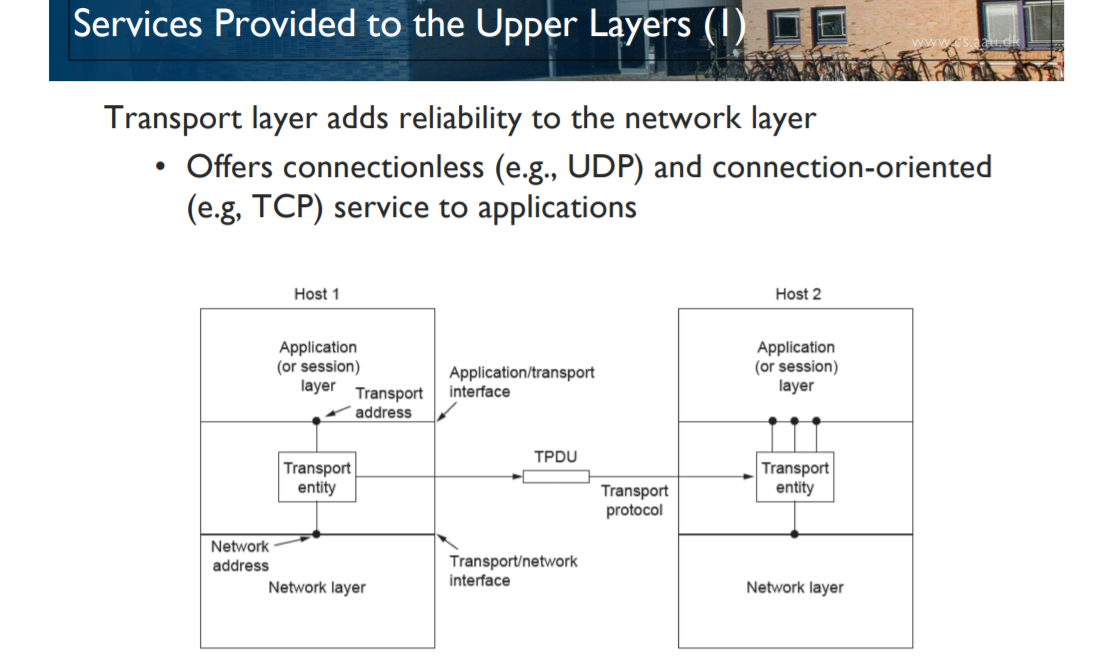 Services Provided to the Upper Layers (1)
www.cs.aau.dk
Transport layer adds reliability to the network layer
• Offers connectionless (e.g., UDP) and connection-oriented
(e.g, TCP) service to applications
Host 1
Host 2
Application
(or session)
layer
Transport
address
Application/transport
interface
Application
(or session)
layer
Transport
entity
TPDU
Transport
protocol
Transport
entity
Network
address
Network layer
Transport/network
interface
Network layer